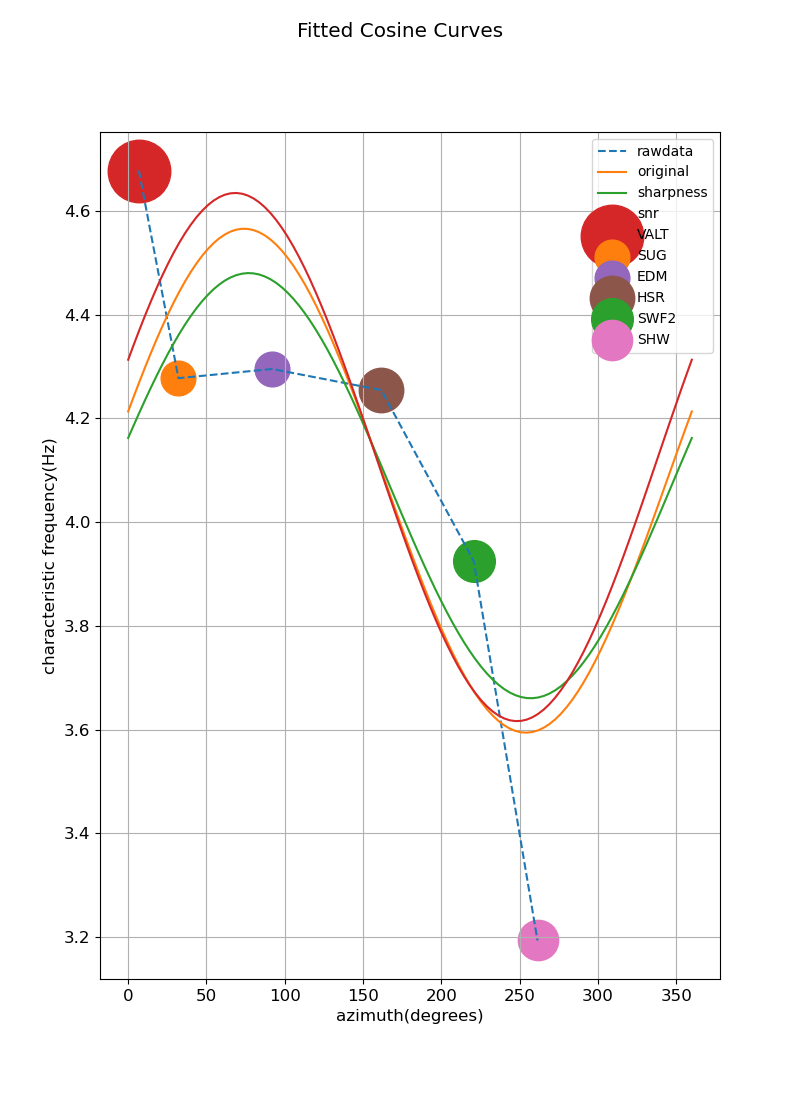 Fitted Cosine Curves
rawdata
original
sharpness
snr
VALT
SUG
EDM
HSR
SWF2
SHW
characteristic frequency(Hz)
4.6
4.4
4.2
4.0
3.8
3.6
3.4
3.2
0 50 100 150 200 250 300 350
azimuth(degrees)